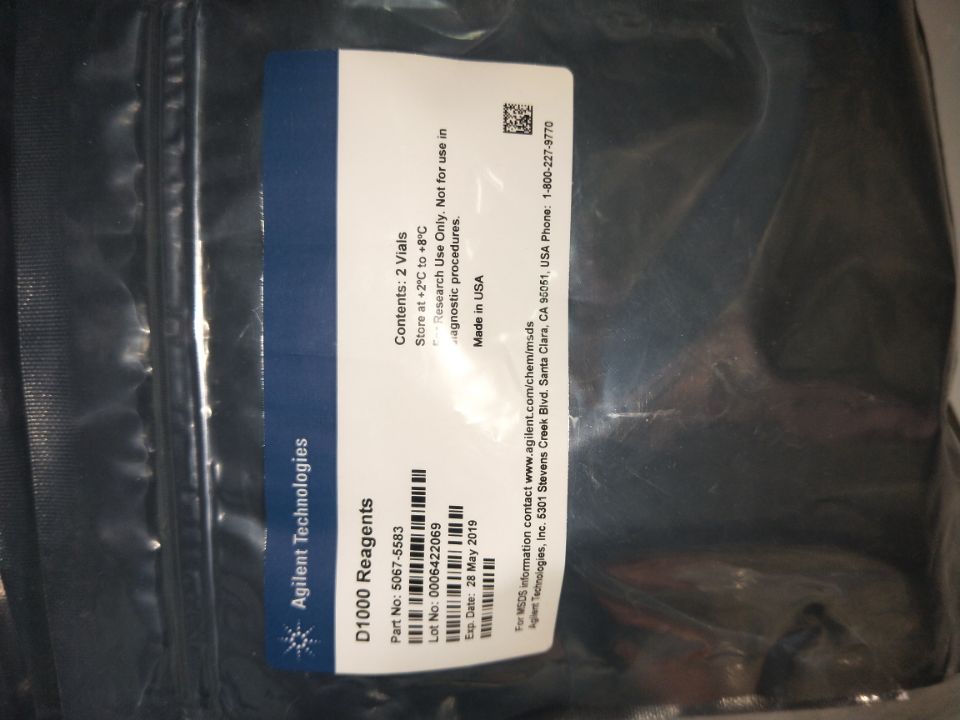 Agilent Technologies
D1000 Reagents
Part No: 5067-5583
Lot No: 0006422069
Exp. Date: 28 May 2019
Contents: 2 Vials
Store at +2ºC to +8ºC
For Research Use Only. Not for use in
diagnostic procedures.
Made in USA
For MSDS information contact www.agilent.com/chem/msds
Agilent Technologies, Inc. 5301 Stevens Creek Blvd. Santa Clara, CA 95051, USA Phone: 1-800-227-9770